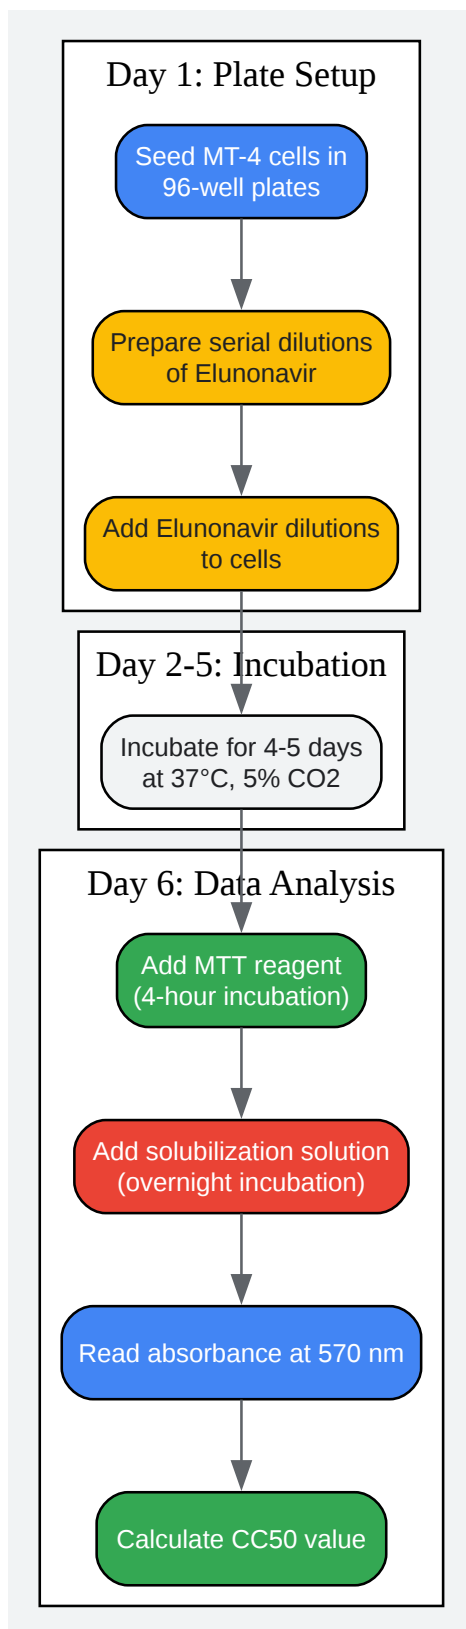 Day 1: Plate Setup
Seed MT-4 cells in
96-well plates
Prepare serial dilutions
of Elunonavir
Add Elunonavir dilutions
to cells
Day 2-5: Incubation
Incubate for 4-5 days
at 37°C, 5% CO2
Day 6: Data Analysis
Add MTT reagent
(4-hour incubation)
Add solubilization solution
(overnight incubation)
Read absorbance at 570 nm
Calculate CC50 value